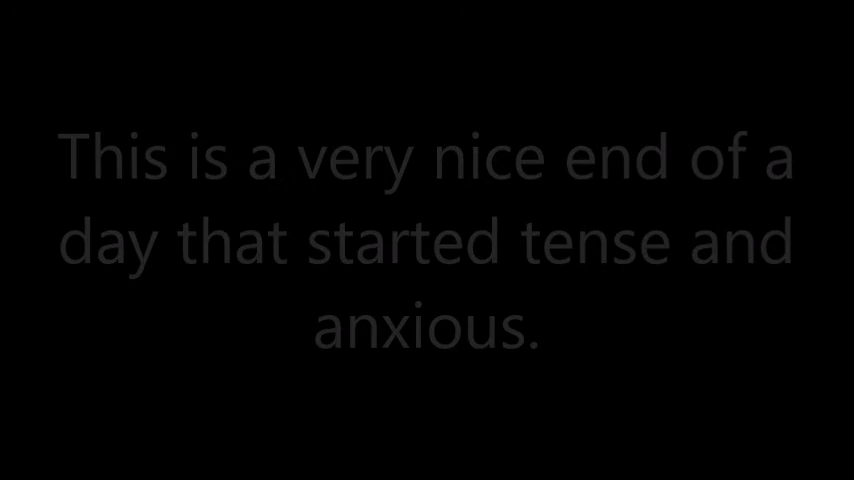 This is a very nice end of a
day that started tense and
anxious.